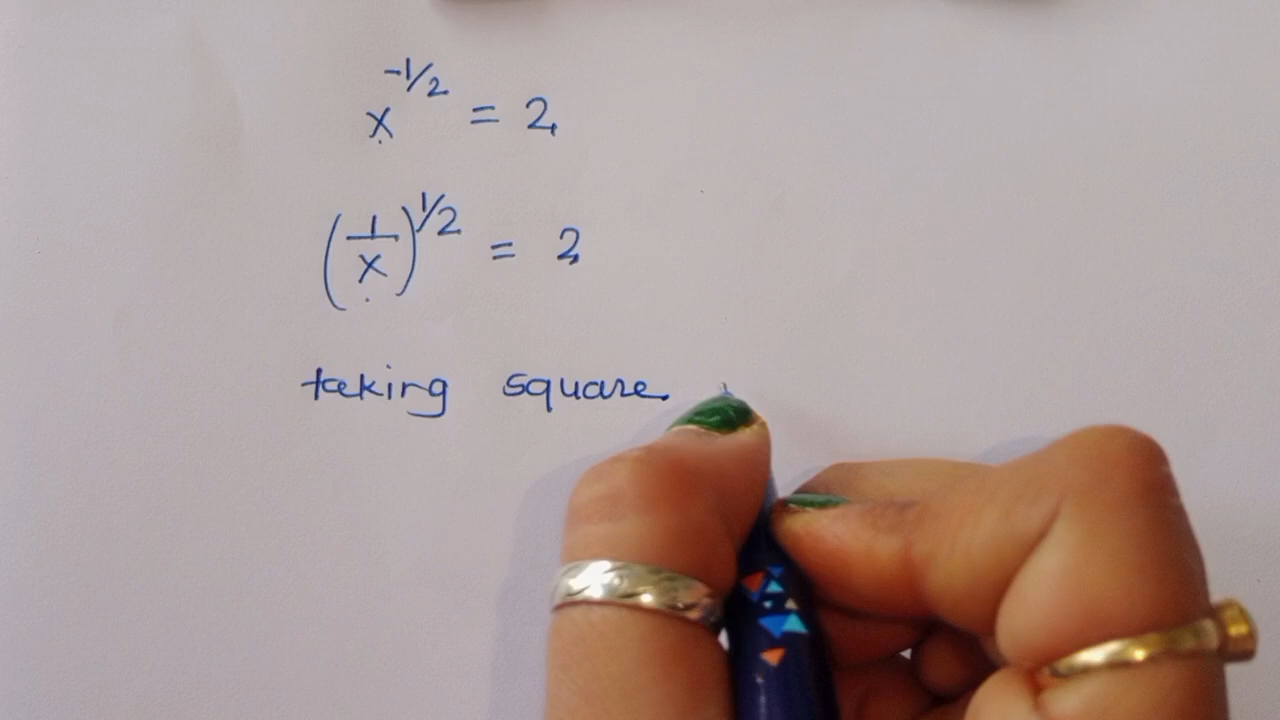 x^{-1/2} = 2
(1/x)^{1/2} = 2
taking square